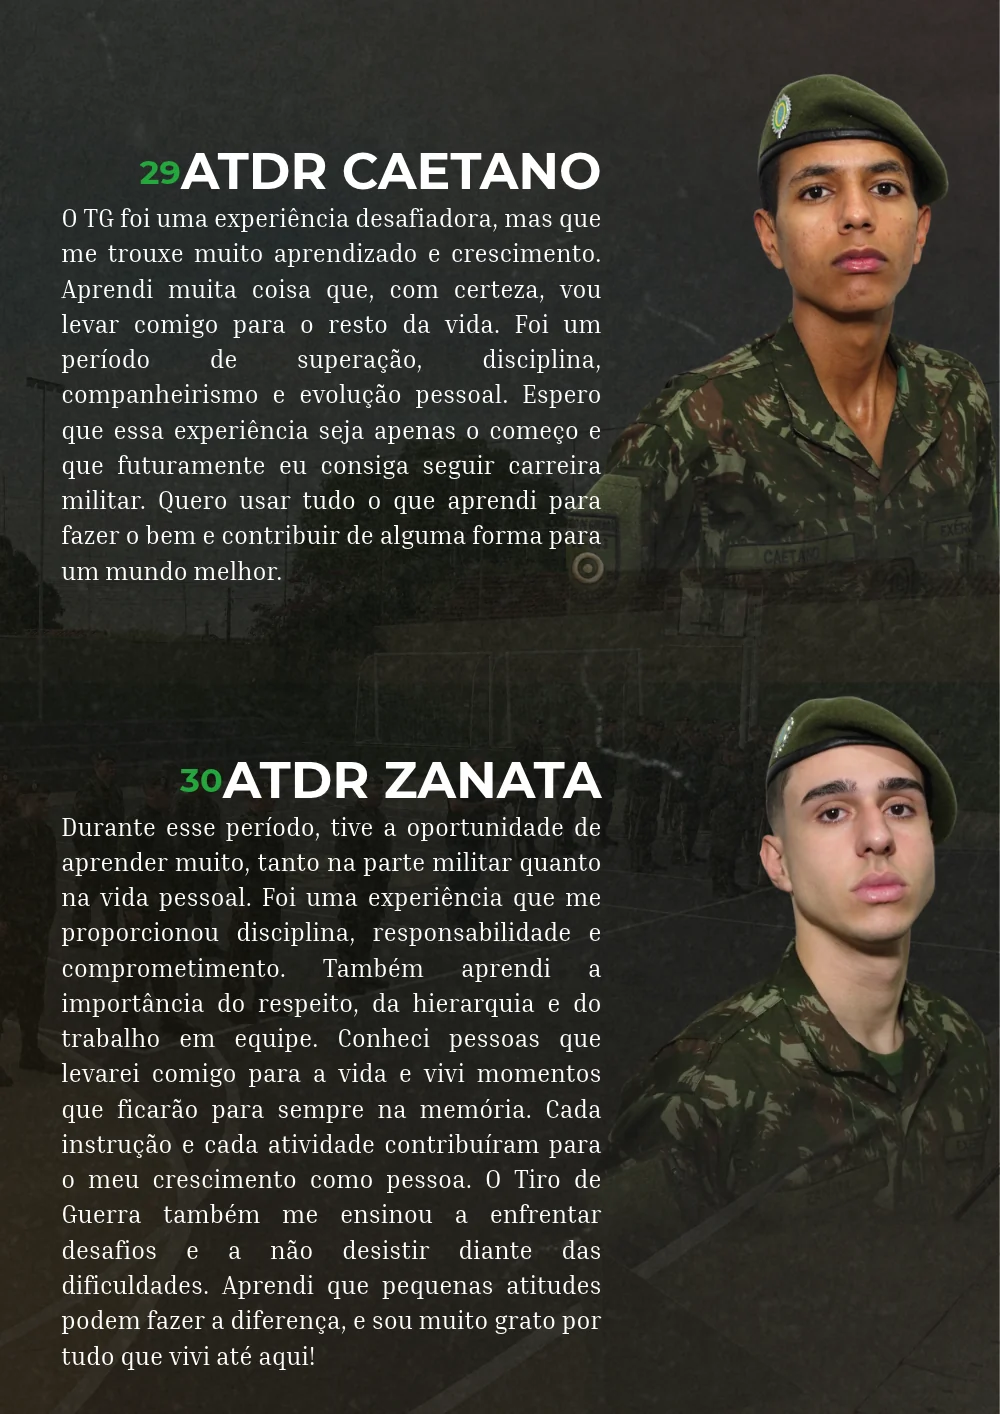 29ATDR CAETANO
O TG foi uma experiência desafiadora, mas que
me trouxe muito aprendizado e crescimento.
Aprendi muita coisa que, com certeza, vou
levar comigo para o resto da vida. Foi um
período de superação, disciplina,
companheirismo e evolução pessoal. Espero
que essa experiência seja apenas o começo e
que futuramente eu consiga seguir carreira
militar. Quero usar tudo o que aprendi para
fazer o bem e contribuir de alguma forma para
um mundo melhor.
CAETANO
30ATDR ZANATA
Durante esse período, tive a oportunidade de
aprender muito, tanto na parte militar quanto
na vida pessoal. Foi uma experiência que me
proporcionou disciplina, responsabilidade e
comprometimento. Também aprendi a
importância do respeito, da hierarquia e do
trabalho em equipe. Conheci pessoas que
levarei comigo para a vida e vivi momentos
que ficarão para sempre na memória. Cada
instrução e cada atividade contribuíram para
o meu crescimento como pessoa. O Tiro de
Guerra também me ensinou a enfrentar
desafios e a não desistir diante das
dificuldades. Aprendi que pequenas atitudes
podem fazer a diferença, e sou muito grato por
tudo que vivi até aqui!